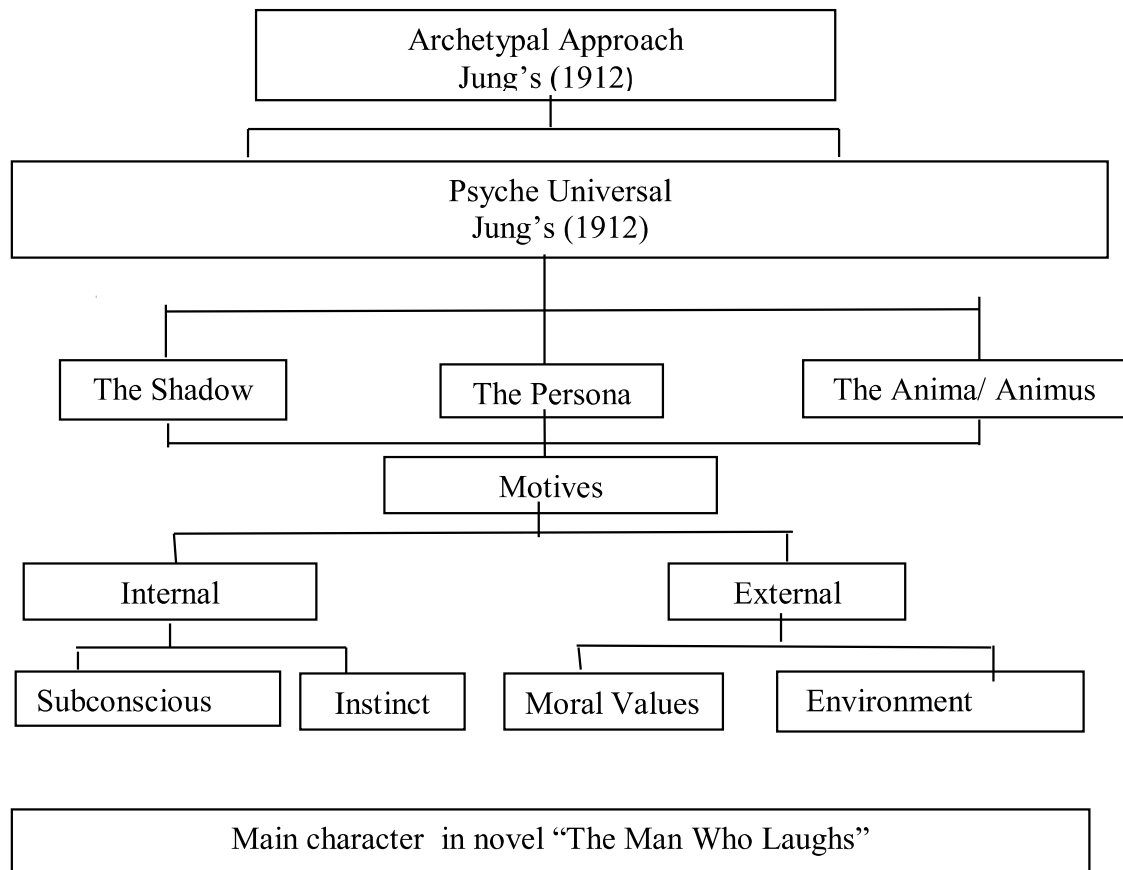 Archetypal Approach
Jung’s (1912)
Psyche Universal
Jung’s (1912)
The Shadow
The Persona
The Anima/ Animus
Motives
Internal
External
Subconscious
Instinct
Moral Values
Environment
Main character in novel “The Man Who Laughs”